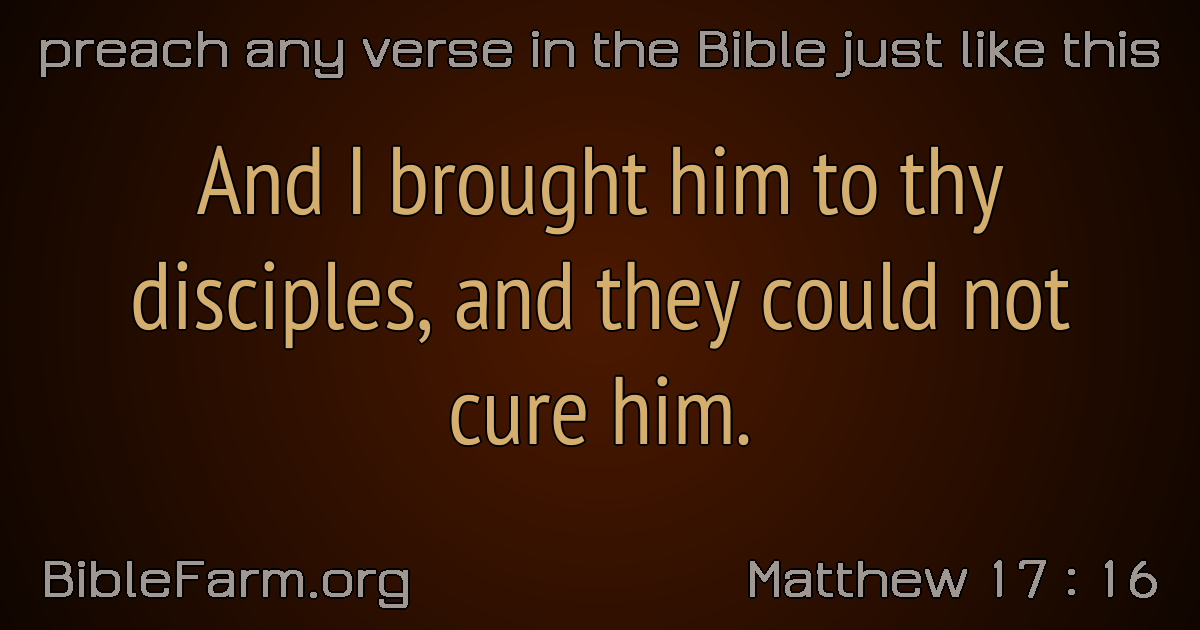 preach any verse in the Bible just like this
And I brought him to thy
disciples, and they could not
cure him.
BibleFarm.org
Matthew 17 : 16